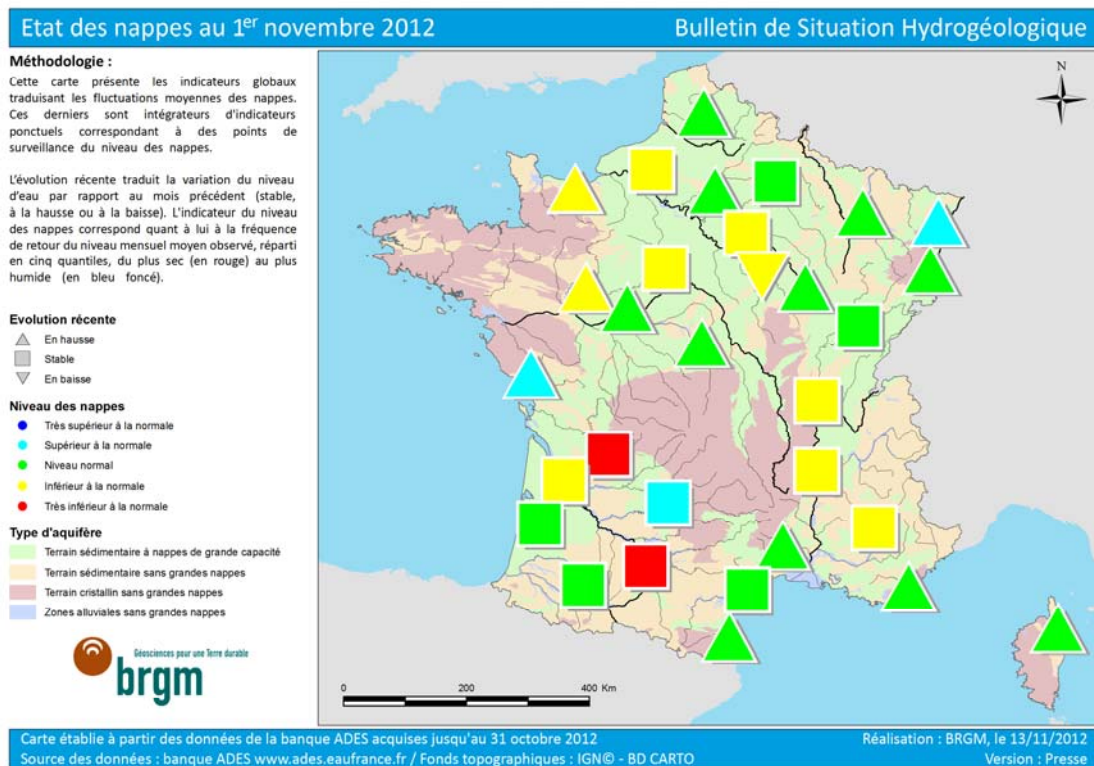 Etat des nappes au 1er novembre 2012
Bulletin de Situation Hydrogéologique
Méthodologie :
Cette carte présente les indicateurs globaux
traduisant les fluctuations moyennes des nappes.
Ces derniers sont intégrateurs d'indicateurs
ponctuels correspondant à des points de
surveillance du niveau des nappes.
L'évolution récente traduit la variation du niveau
d'eau par rapport au mois précédent (stable,
à la hausse ou à la baisse). L'indicateur du niveau
des nappes correspond quant à lui à la fréquence
de retour du niveau mensuel moyen observé, réparti
en cinq quantiles, du plus sec (en rouge) au plus
humide (en bleu foncé).
Evolution récente
En hausse
Stable
En baisse
Niveau des nappes
Très supérieur à la normale
Supérieur à la normale
Niveau normal
Inférieur à la normale
Très inférieur à la normale
Type d'aquifère
Terrain sédimentaire à nappes de grande capacité
Terrain sédimentaire sans grandes nappes
Terrain cristallin sans grandes nappes
Zones alluviales sans grandes nappes
Géosciences pour une Terre durable
brgm
N
0 200 400 Km
Carte établie à partir des données de la banque ADES acquises jusqu'au 31 octobre 2012
Source des données : banque ADES www.ades.eaufrance.fr / Fonds topographiques : IGN© - BD CARTO
Réalisation : BRGM, le 13/11/2012
Version : Presse